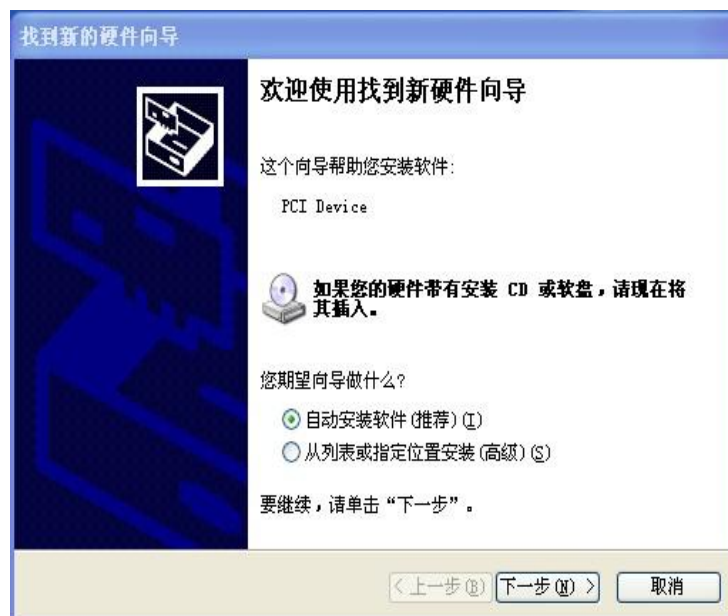 找到新的硬件向导
欢迎使用找到新硬件向导
这个向导帮助您安装软件:
PCI Device
如果您的硬件带有安装 CD 或软盘，请现在将
其插入。
您期望向导做什么?
自动安装软件(推荐)(I)
从列表或指定位置安装(高级)(S)
要继续，请单击“下一步”。
<上一步(B) 下一步(N)> 取消